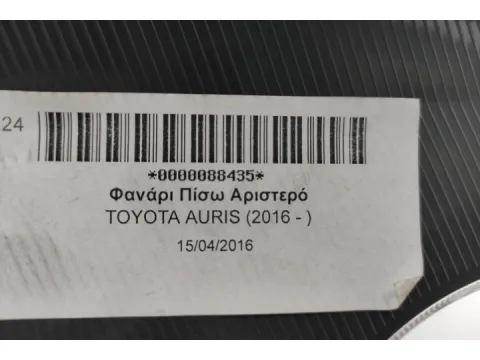 24
*0000088435*
Φανάρι Πίσω Αριστερό
TOYOTA AURIS (2016 - )
15/04/2016